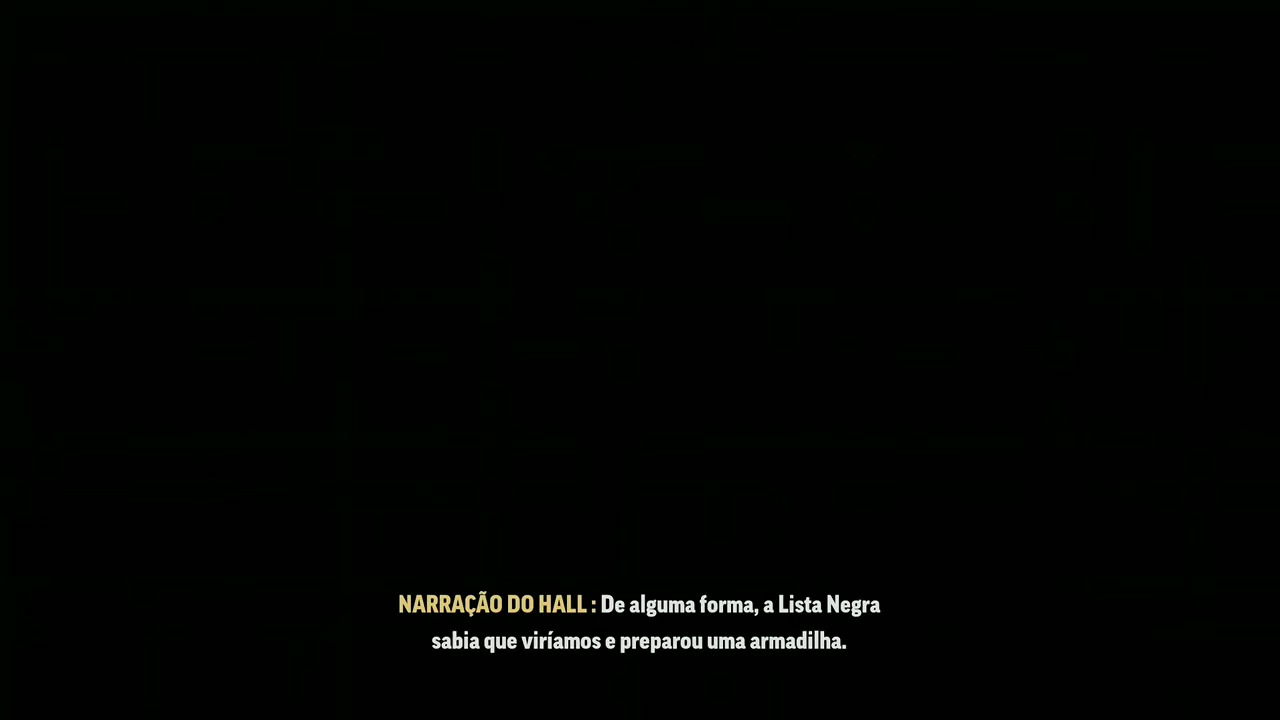 NARRAÇÃO DO HALL : De alguma forma, a Lista Negra
sabia que viríamos e preparou uma armadilha.